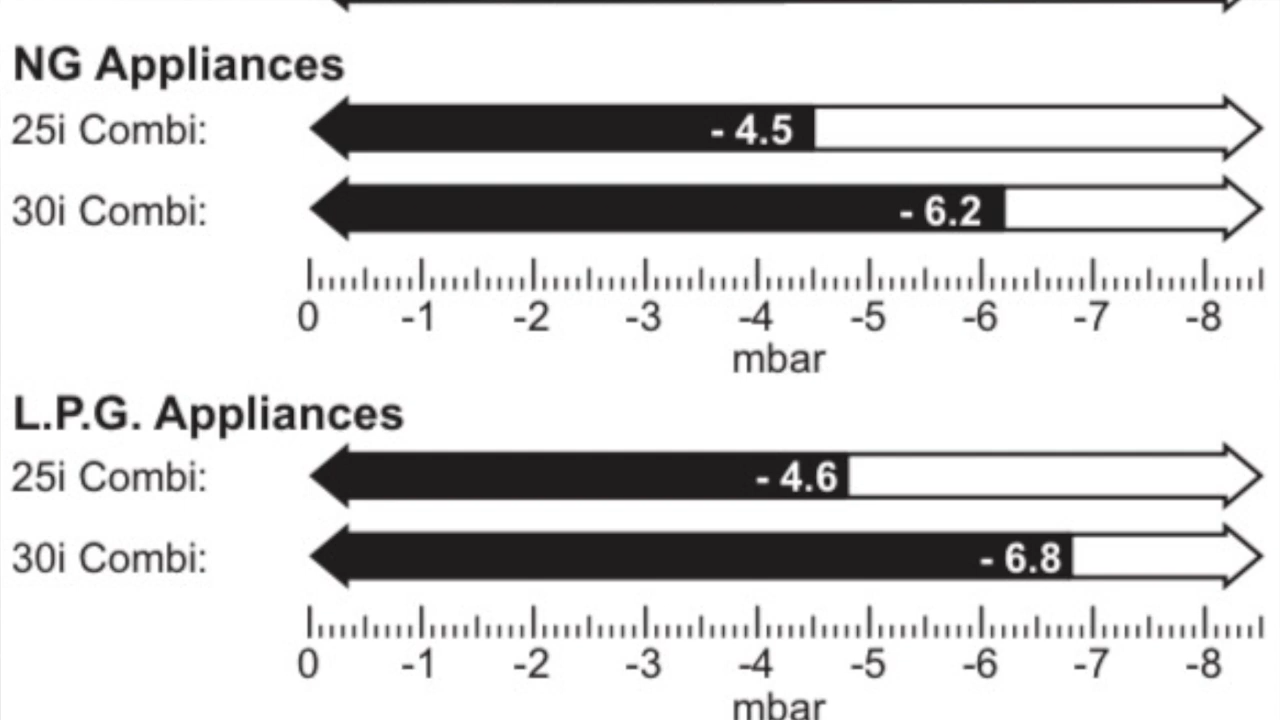 NG Appliances
25i Combi: - 4.5
30i Combi: - 6.2
0 -1 -2 -3 -4 -5 -6 -7 -8
mbar
L.P.G. Appliances
25i Combi: - 4.6
30i Combi: - 6.8
0 -1 -2 -3 -4 -5 -6 -7 -8
mbar